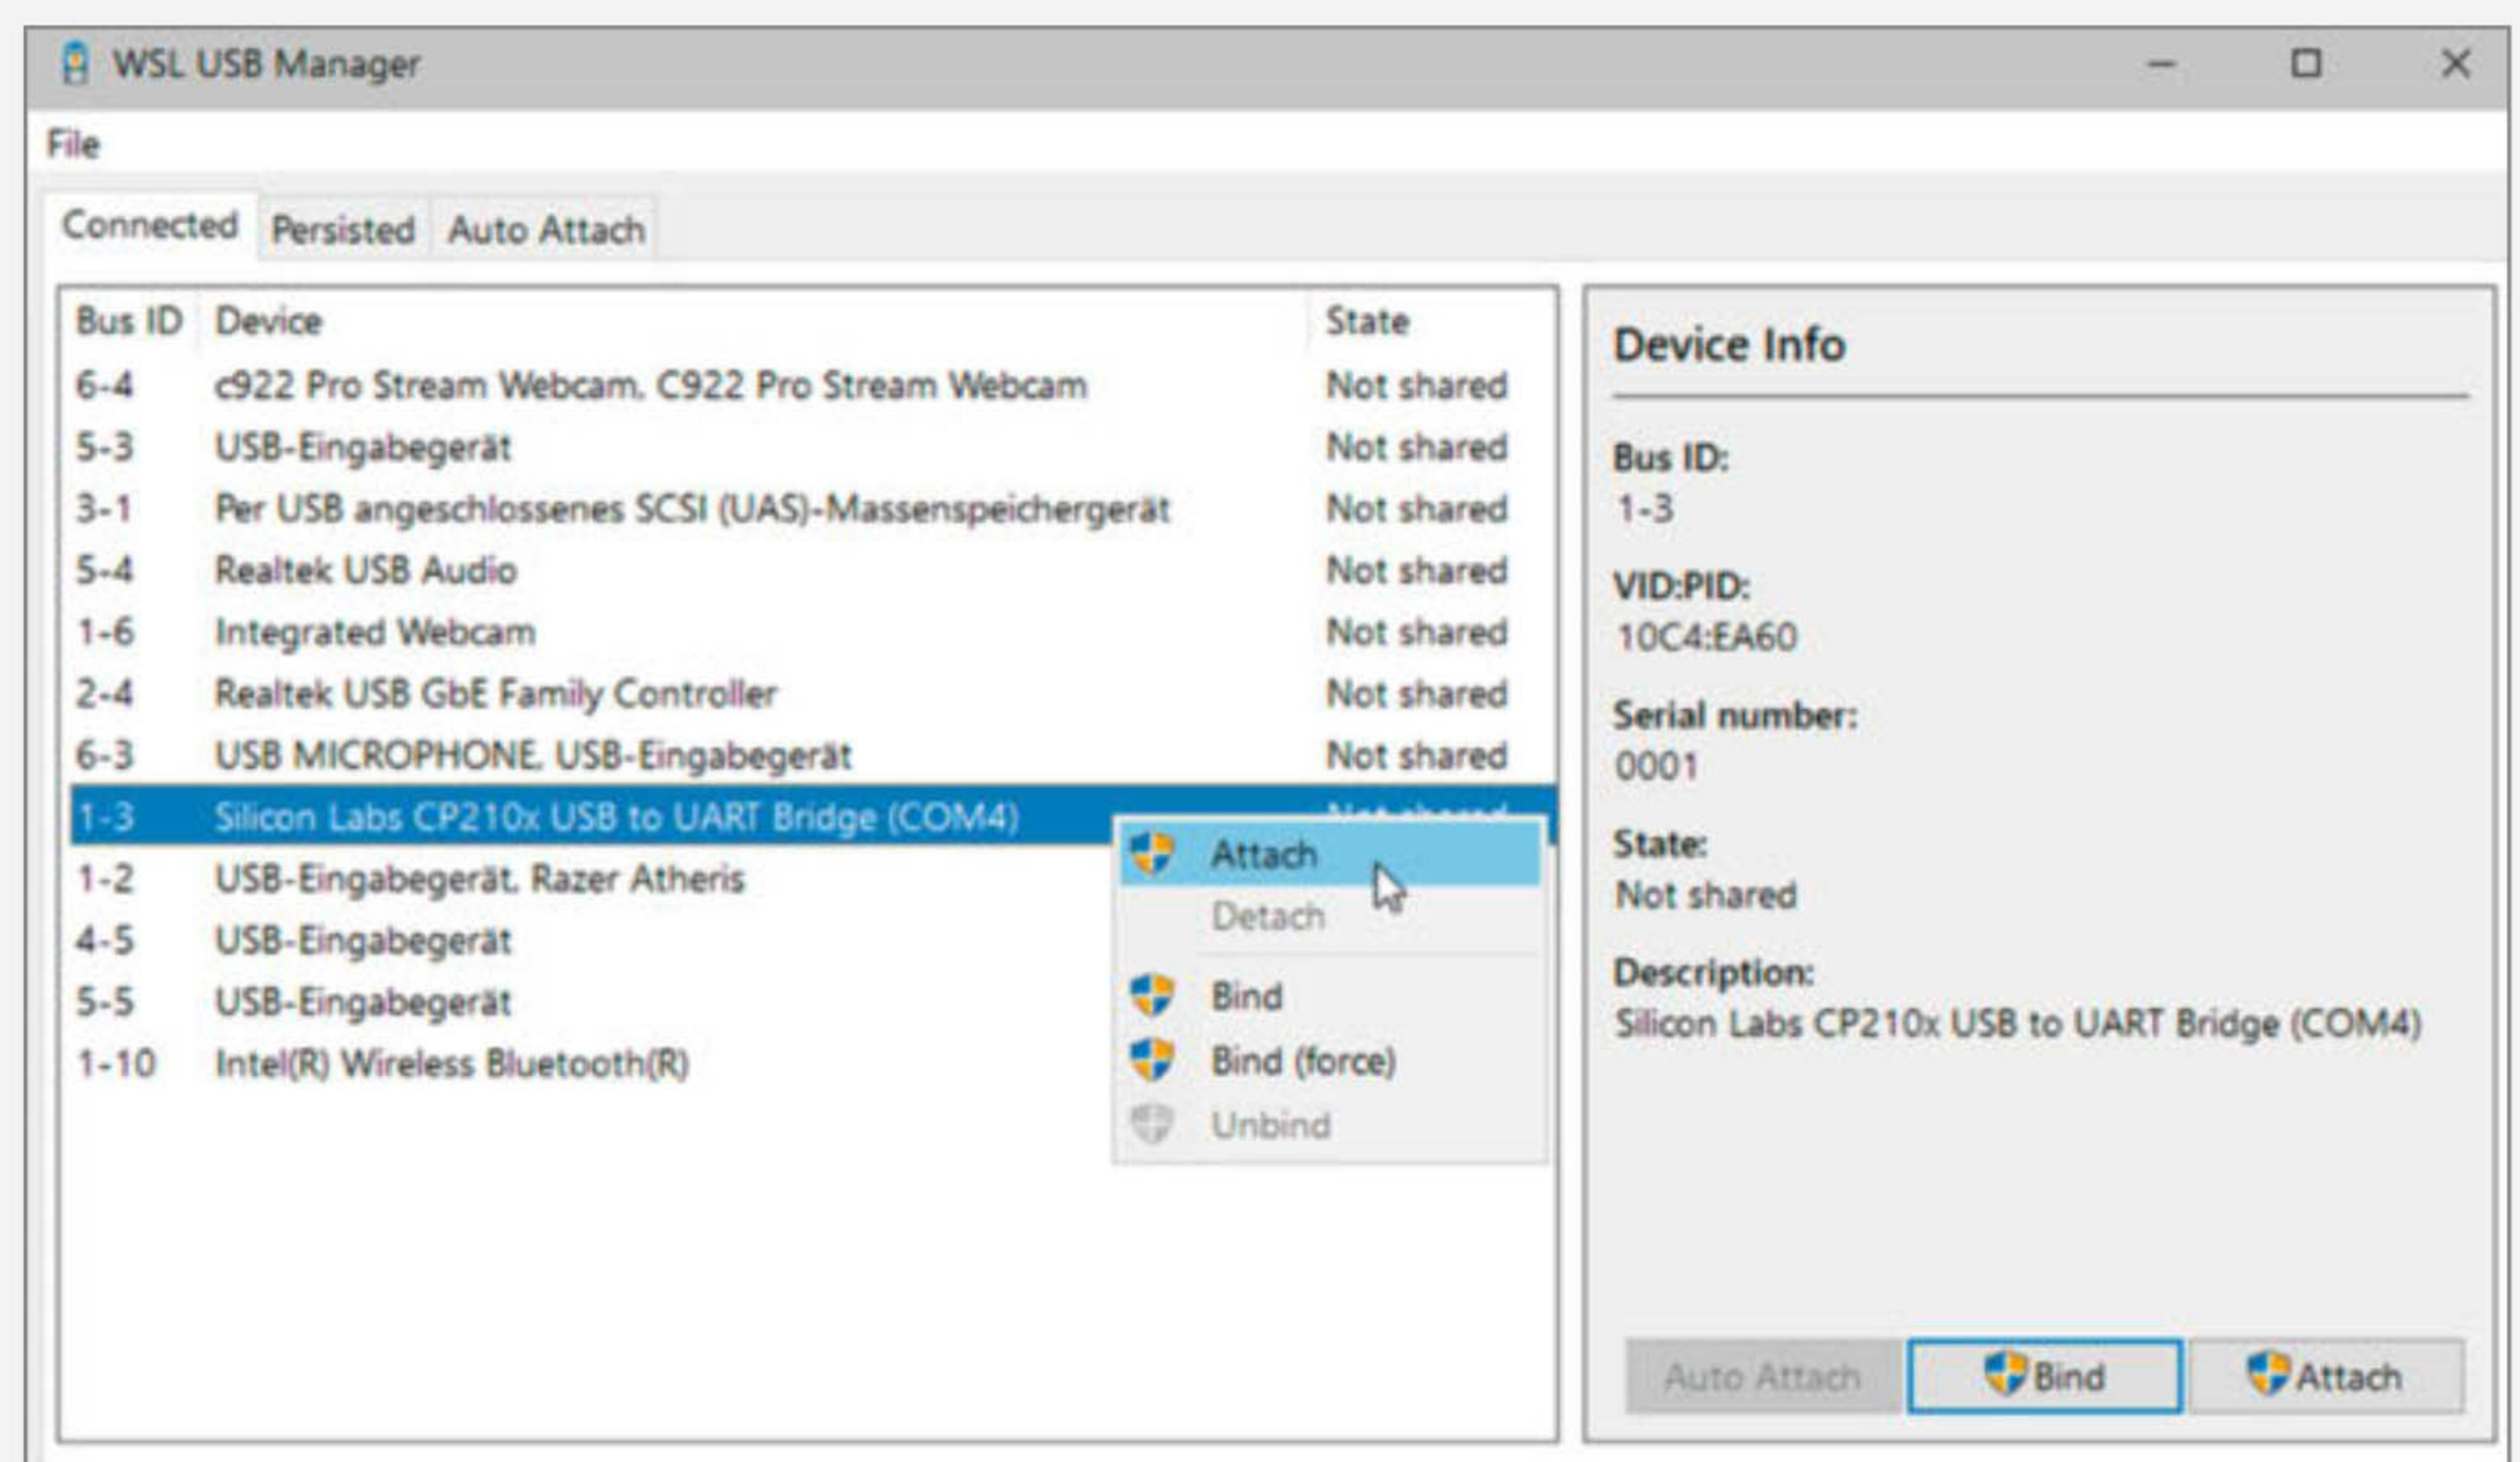 WSL USB Manager
File
Connected Persisted Auto Attach
Bus ID Device State
6-4 c922 Pro Stream Webcam, C922 Pro Stream Webcam Not shared
5-3 USB-Eingabegerät Not shared
3-1 Per USB angeschlossenes SCSI (UAS)-Massenspeichergerät Not shared
5-4 Realtek USB Audio Not shared
1-6 Integrated Webcam Not shared
2-4 Realtek USB GbE Family Controller Not shared
6-3 USB MICROPHONE, USB-Eingabegerät Not shared
1-3 Silicon Labs CP210x USB to UART Bridge (COM4) Not shared
1-2 USB-Eingabegerät, Razer Atheris
4-5 USB-Eingabegerät
5-5 USB-Eingabegerät
1-10 Intel(R) Wireless Bluetooth(R)
Attach
Detach
Bind
Bind (force)
Unbind
Device Info
Bus ID:
1-3
VID:PID:
10C4:EA60
Serial number:
0001
State:
Not shared
Description:
Silicon Labs CP210x USB to UART Bridge (COM4)
Auto Attach Bind Attach